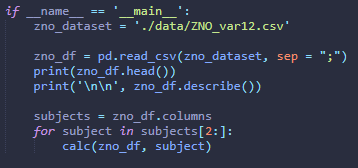 if __name__ == '__main__':
    zno_dataset = './data/ZNO_var12.csv'
    zno_df = pd.read_csv(zno_dataset, sep = ";")
    print(zno_df.head())
    print('\n\n', zno_df.describe())
    subjects = zno_df.columns
    for subject in subjects[2:]:
        calc(zno_df, subject)